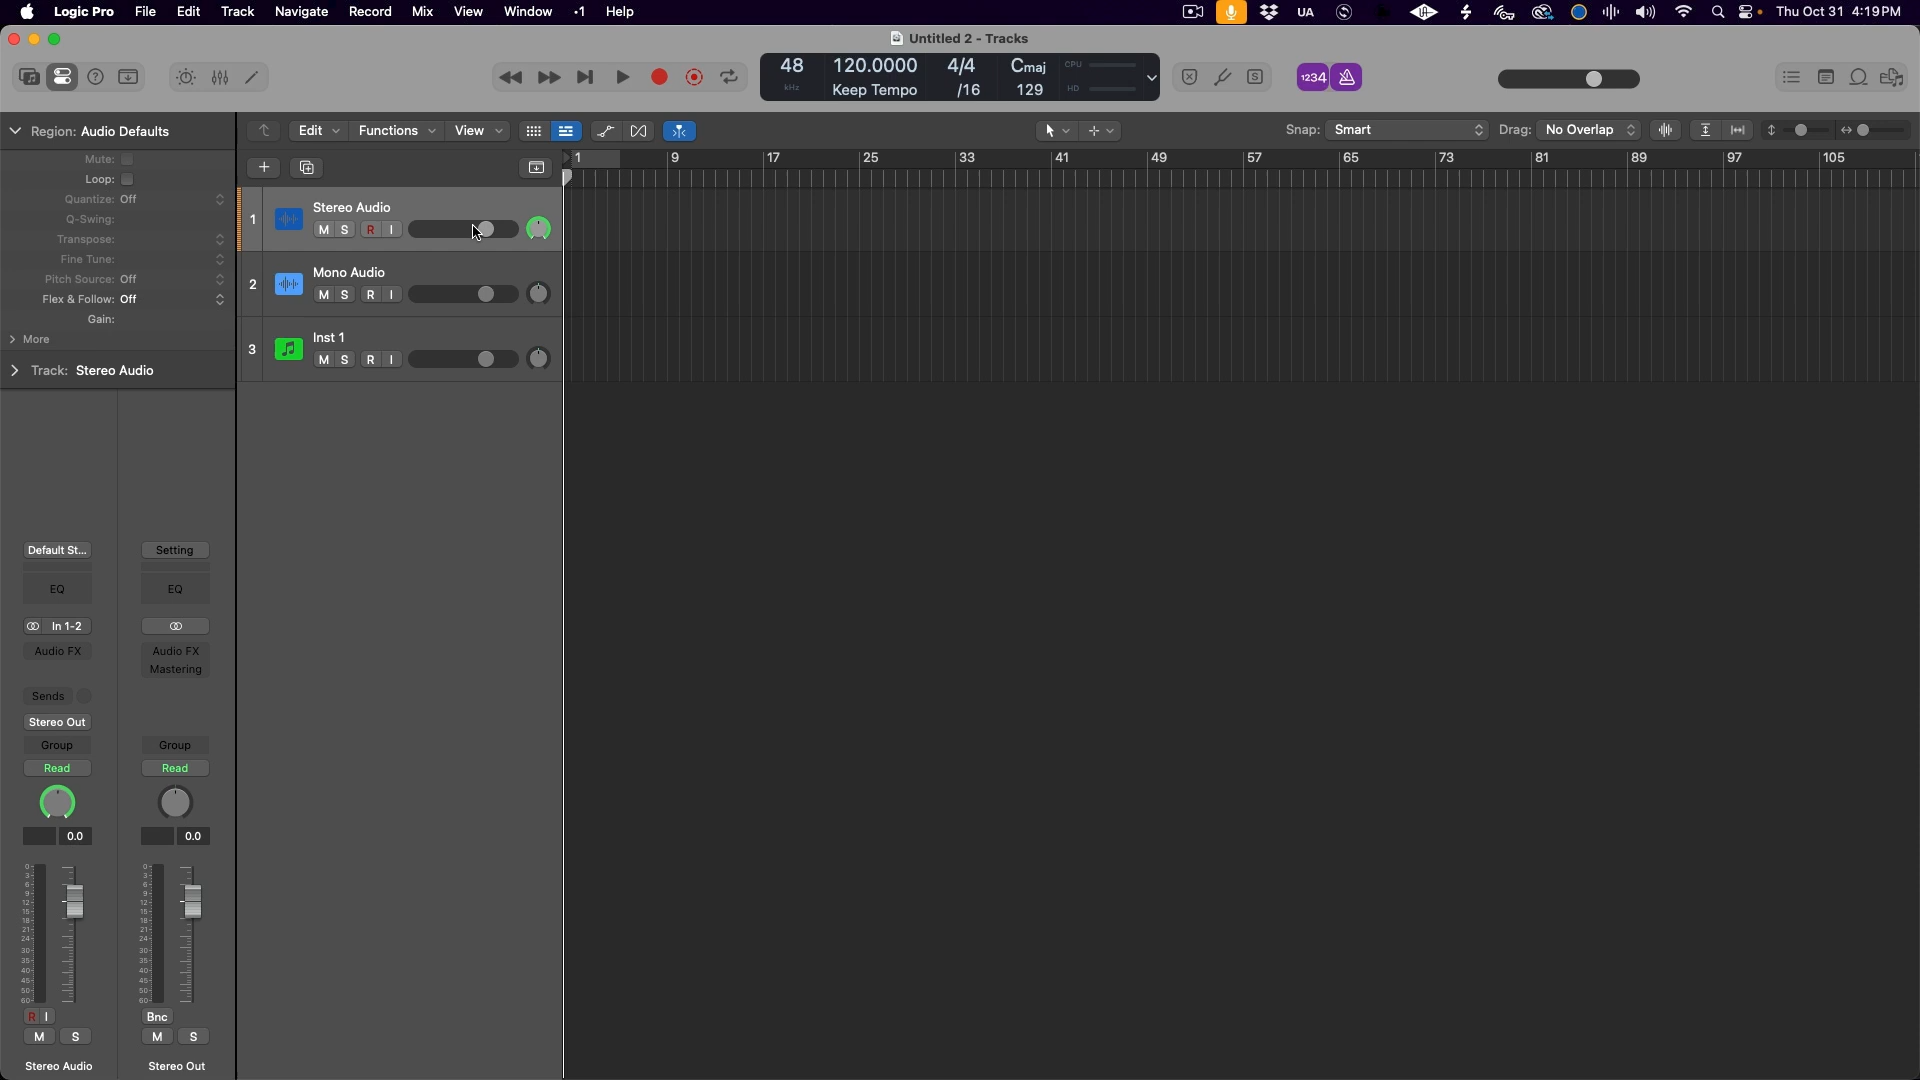 Logic Pro File Edit Track Navigate Record Mix View Window 1 Help UA Thu Oct 31 4:19 PM
Untitled 2 - Tracks
48 120.0000 4/4 Cmaj CPU
kHz Keep Tempo /16 129 HD
1234
Region: Audio Defaults
Edit Functions View Snap: Smart Drag: No Overlap
1 9 17 25 33 41 49 57 65 73 81 89 97 105
Mute:
Loop:
Quantize: Off
Q-Swing:
Transpose:
Fine Tune:
Pitch Source: Off
Flex & Follow: Off
Gain:
More
Track: Stereo Audio
1 Stereo Audio
M S R I
2 Mono Audio
M S R I
3 Inst 1
M S R I
Default St... Setting
EQ EQ
In 1-2
Audio FX Audio FX
Mastering
Sends
Stereo Out
Group Group
Read Read
0.0 0.0
R I Bnc
M S M S
Stereo Audio Stereo Out